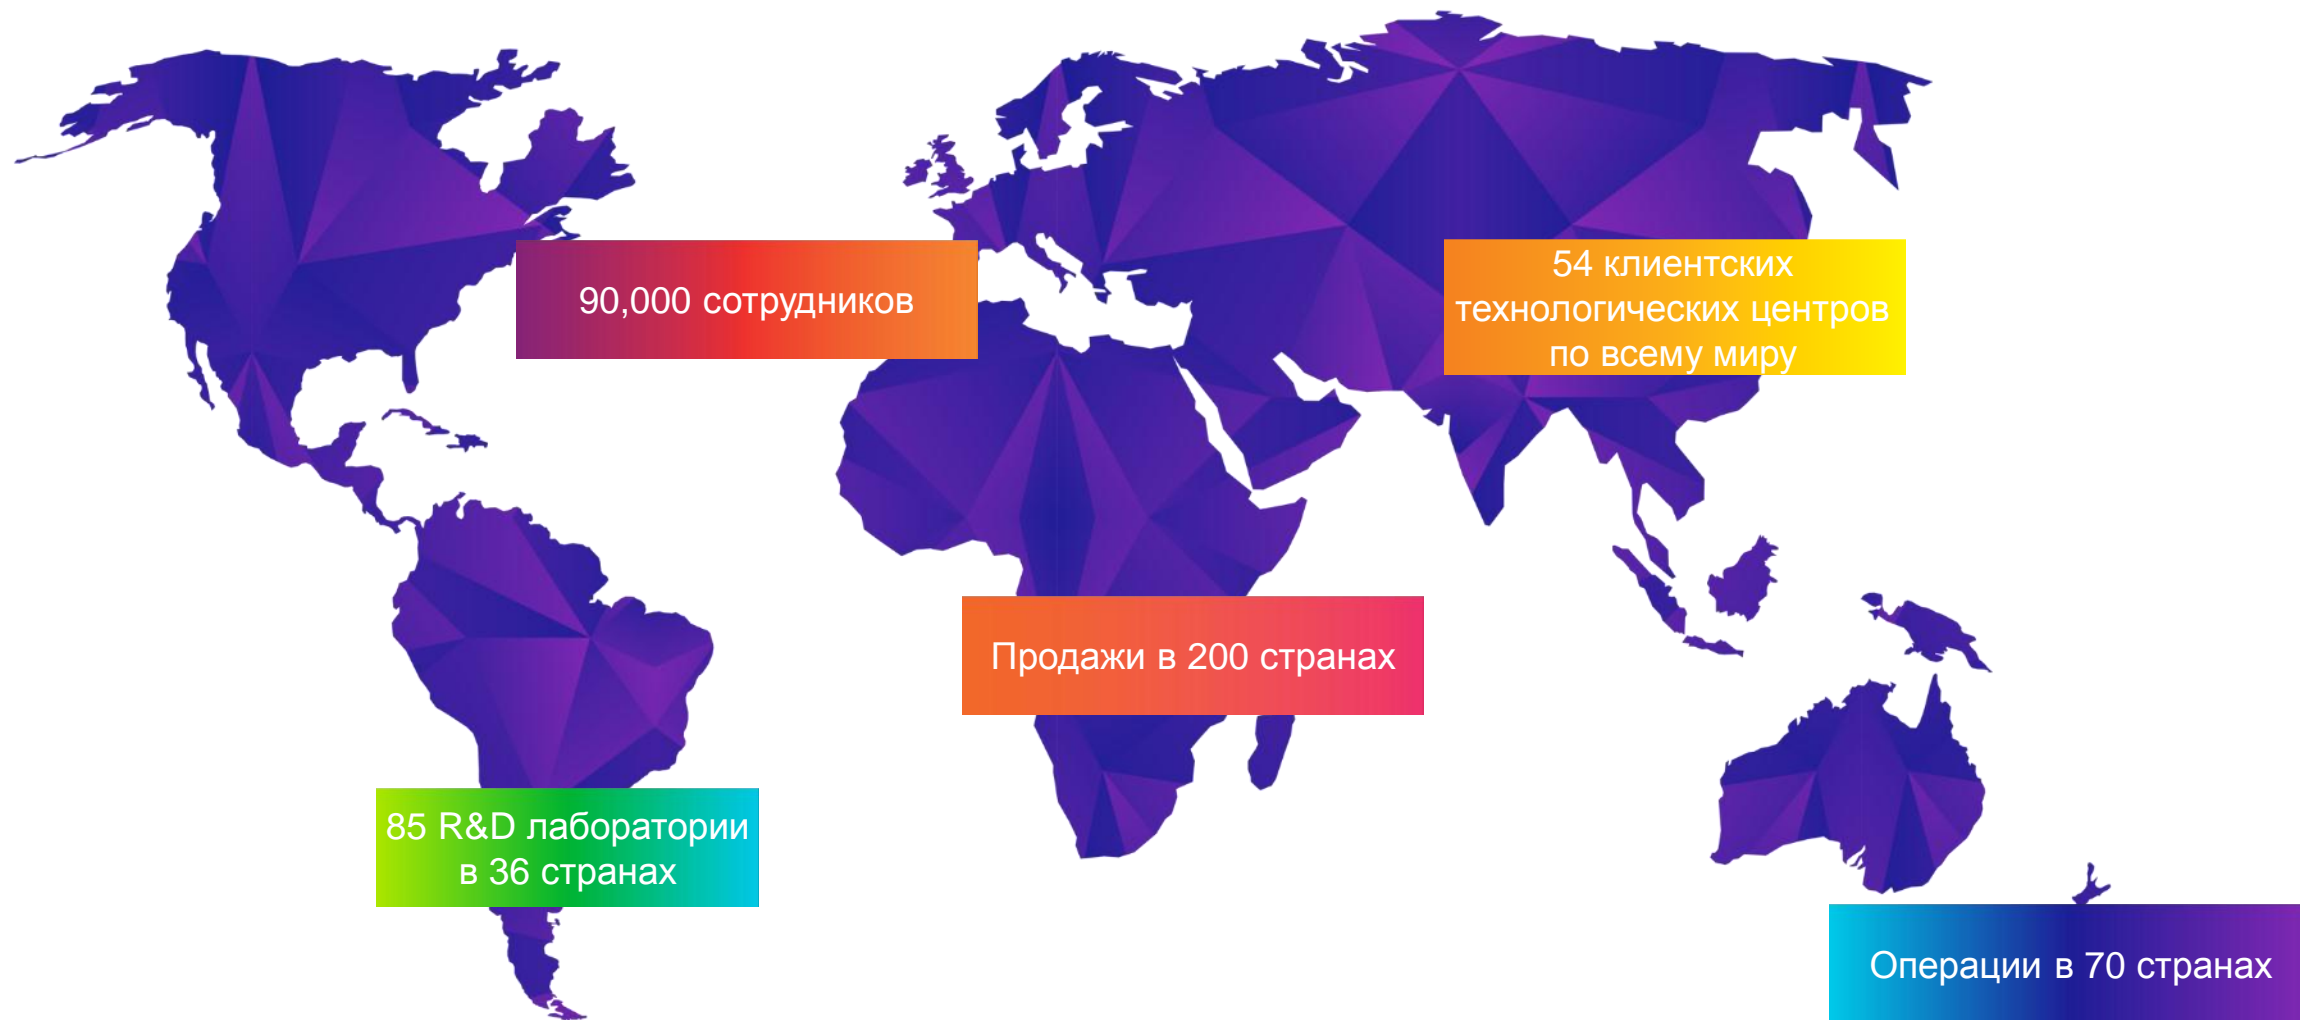 90,000 сотрудников
54 клиентских
технологических центров
по всему миру
Продажи в 200 странах
85 R&D лаборатории
в 36 странах
Операции в 70 странах